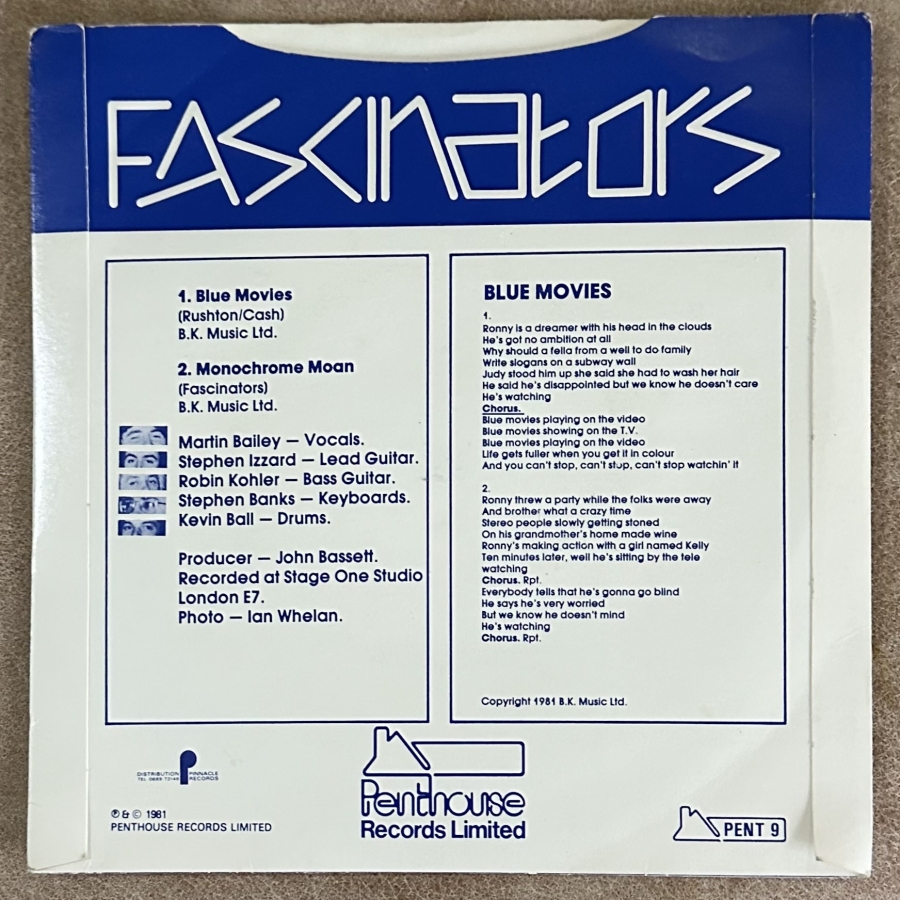 FASCINATORS
1. Blue Movies
(Rushton/Cash)
B.K. Music Ltd.
2. Monochrome Moan
(Fascinators)
B.K. Music Ltd.
Martin Bailey — Vocals.
Stephen Izzard — Lead Guitar.
Robin Kohler — Bass Guitar.
Stephen Banks — Keyboards.
Kevin Ball — Drums.
Producer — John Bassett.
Recorded at Stage One Studio
London E7.
Photo — Ian Whelan.
BLUE MOVIES
1.
Ronny is a dreamer with his head in the clouds
He's got no ambition at all
Why should a fella from a well to do family
Write slogans on a subway wall
Judy stood him up she said she had to wash her hair
He said he's disappointed but we know he doesn't care
He's watching
Chorus.
Blue movies playing on the video
Blue movies showing on the T.V.
Blue movies playing on the video
Life gets fuller when you get it in colour
And you can't stop, can't stop, can't stop watchin' it
2.
Ronny threw a party while the folks were away
And brother what a crazy time
Stereo people slowly getting stoned
On his grandmother's home made wine
Ronny's making action with a girl named Kelly
Ten minutes later, well he's sitting by the tele
watching
Chorus. Rpt.
Everybody tells that he's gonna go blind
He says he's very worried
But we know he doesn't mind
He's watching
Chorus. Rpt.
Copyright 1981 B.K. Music Ltd.
DISTRIBUTION PINNACLE
RECORDS
℗ & © 1981
PENTHOUSE RECORDS LIMITED
Penthouse
Records Limited
PENT 9